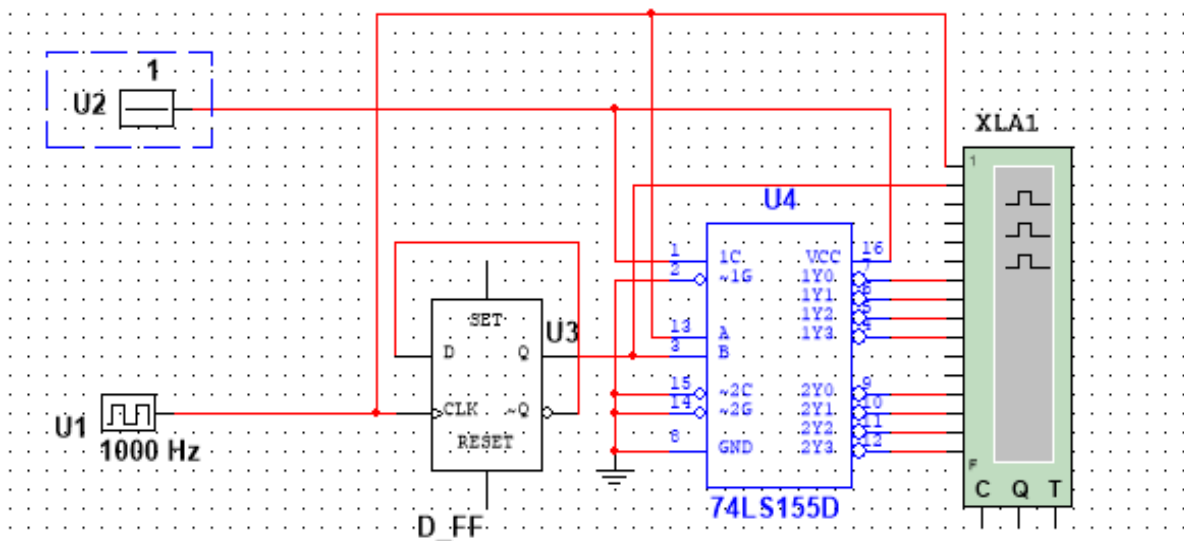 1
U2
XLA1
1
U4
1 1C VCC 16
2 ~1G 1Y0 7
1Y1 6
1Y2 5
1Y3 4
13 A
3 B
15 ~2C 2Y0 9
14 ~2G 2Y1 10
2Y2 11
8 GND 2Y3 12
SET
U3
D Q
CLK ~Q
RESET
D_FF
U1
1000 Hz
74LS155D
F
C Q T